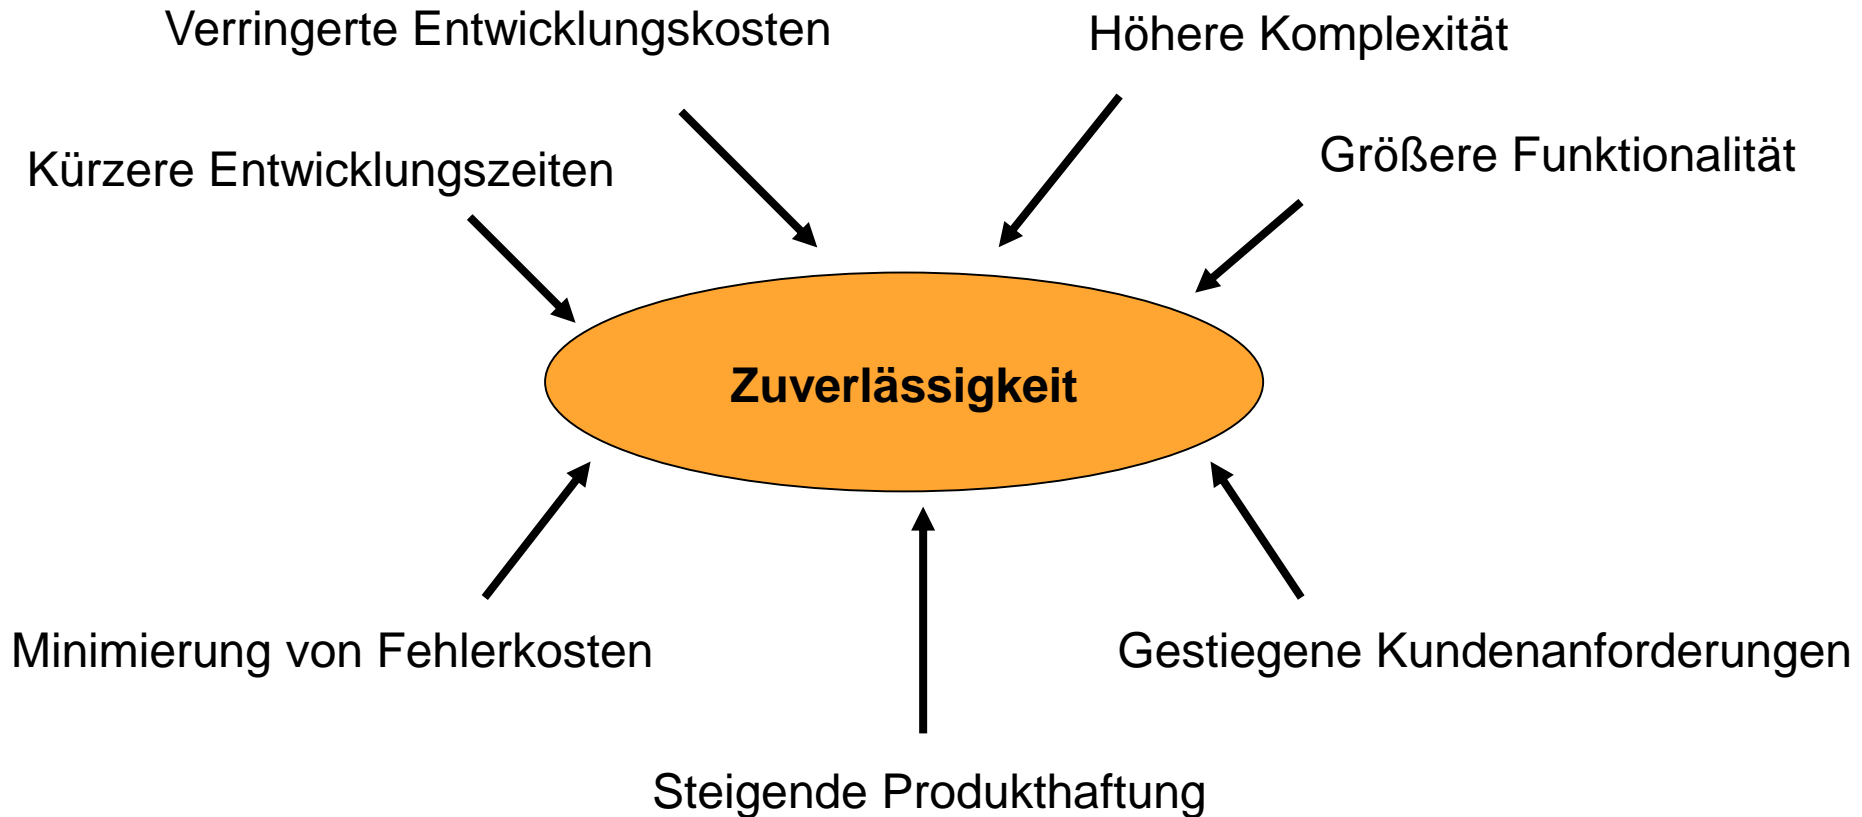 Verringerte Entwicklungskosten
Höhere Komplexität
Kürzere Entwicklungszeiten
Größere Funktionalität
Zuverlässigkeit
Minimierung von Fehlerkosten
Gestiegene Kundenanforderungen
Steigende Produkthaftung